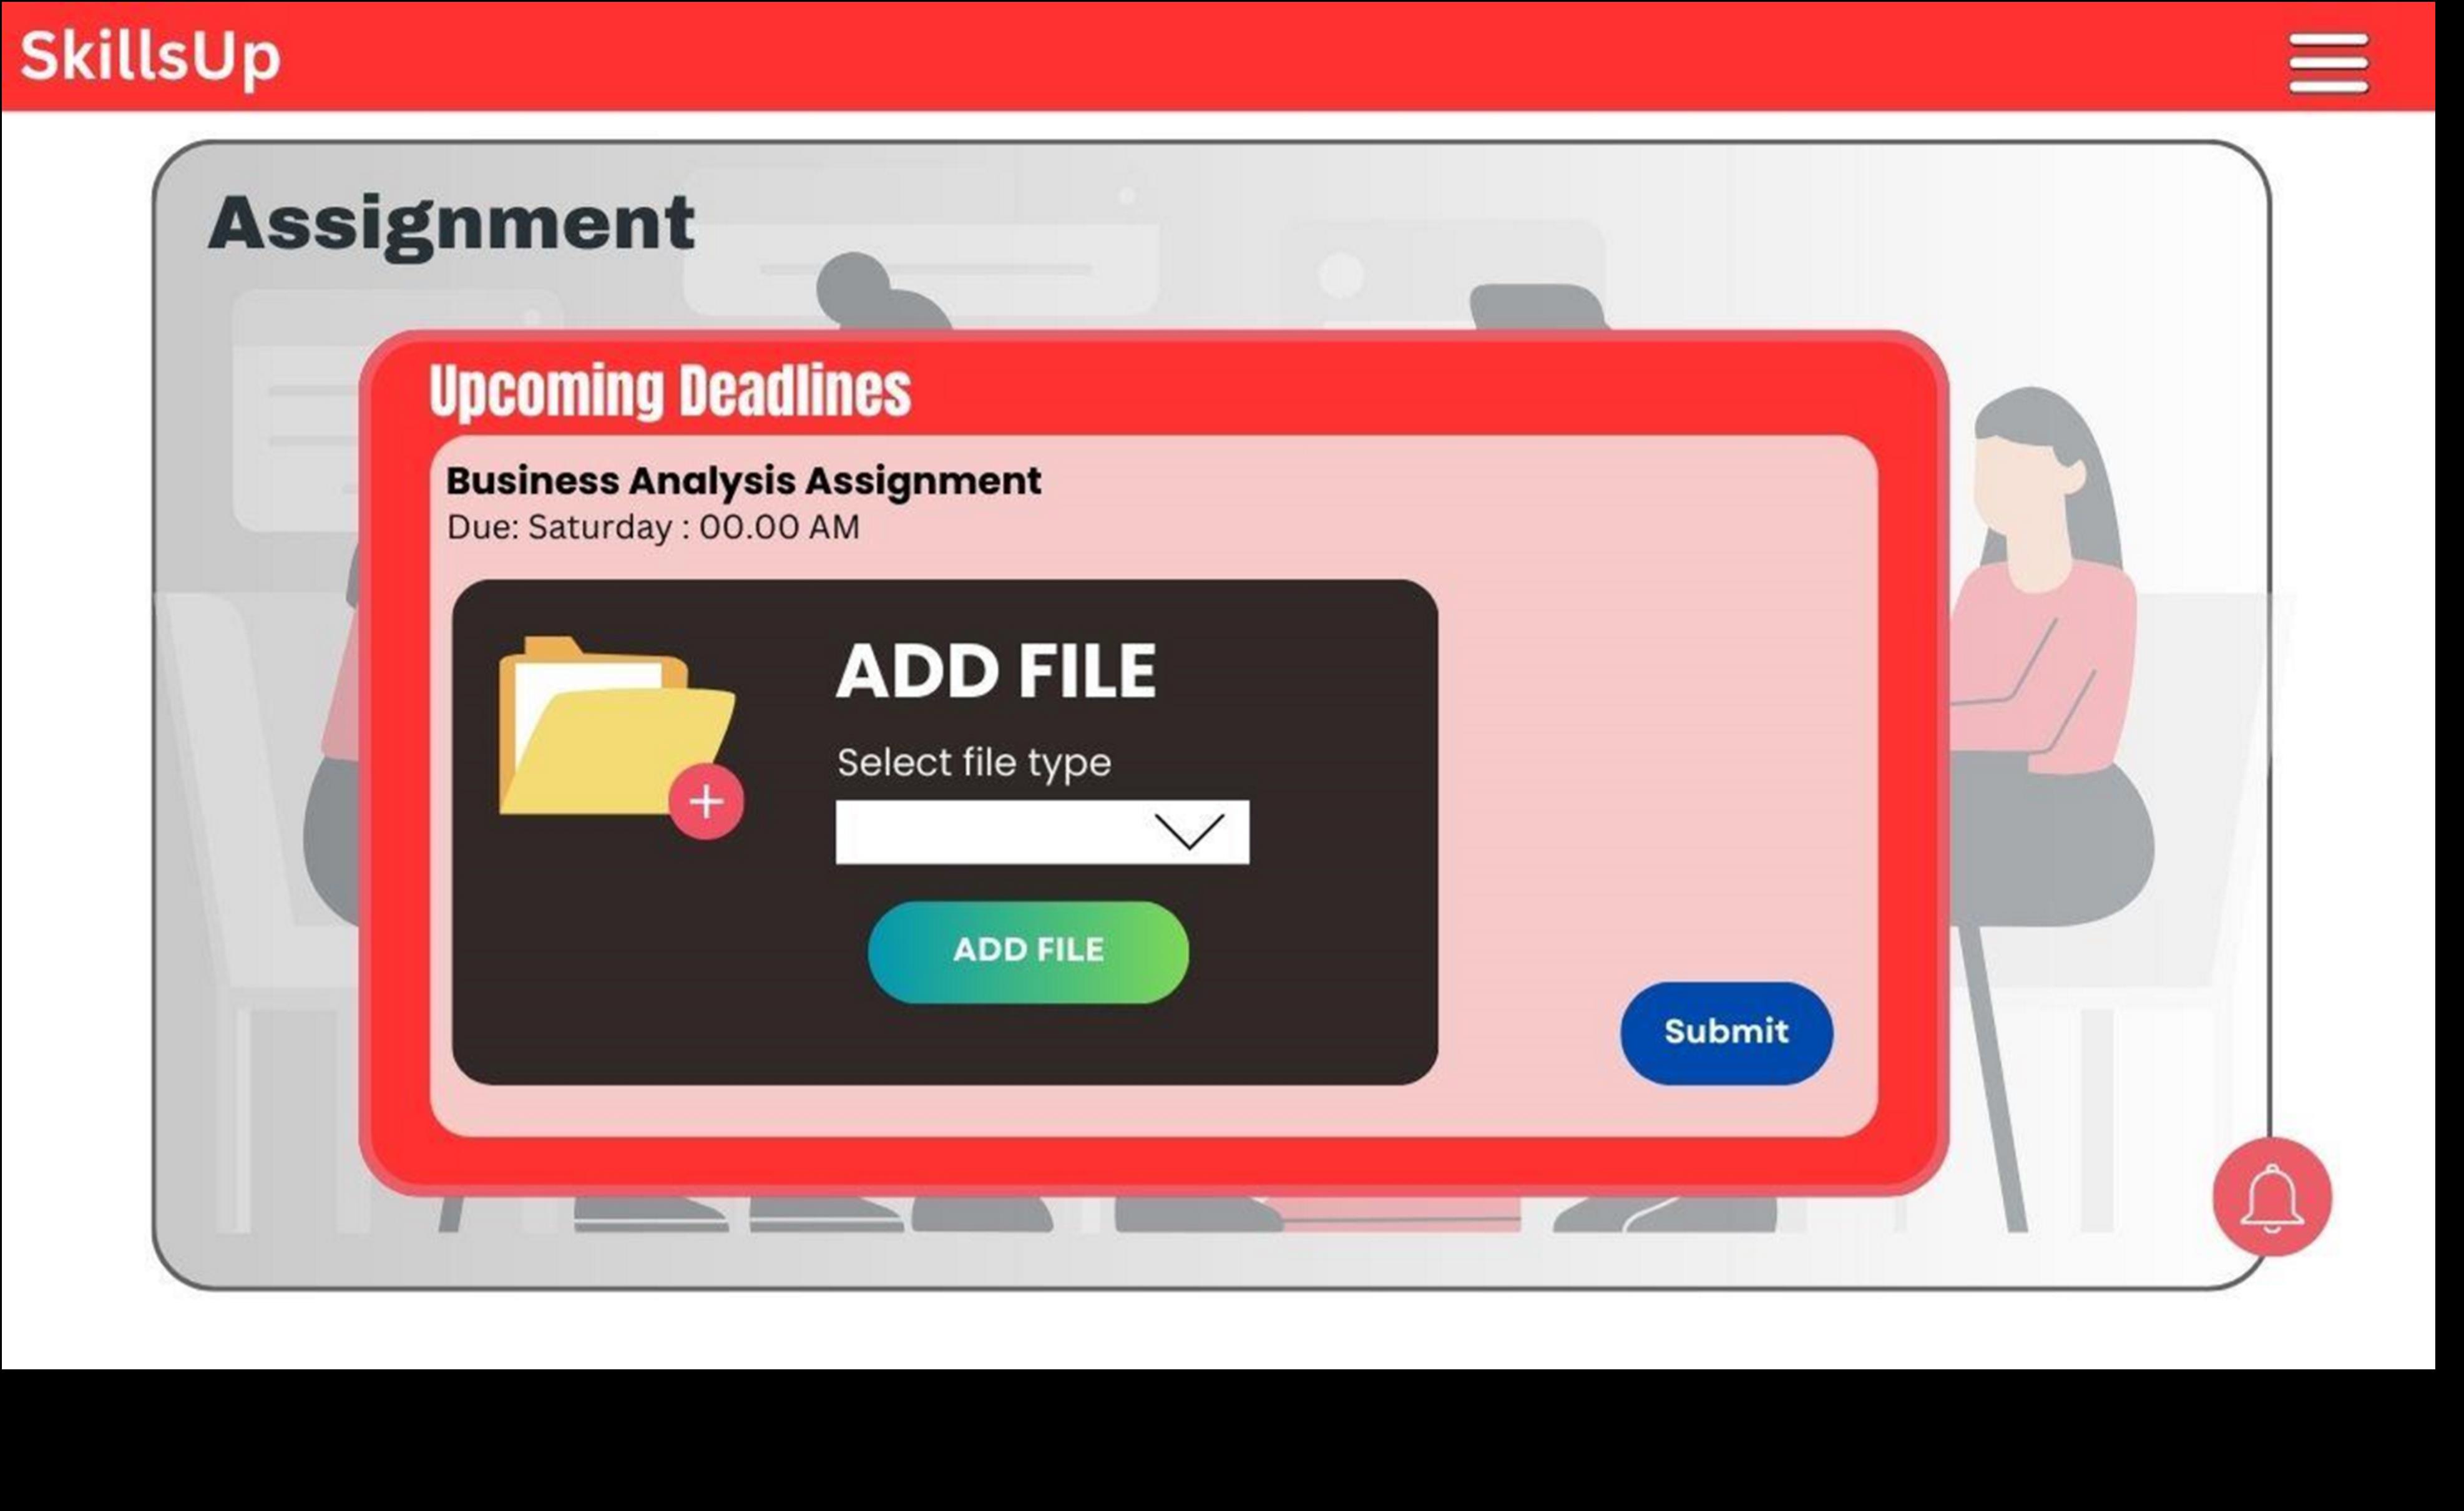 SkillsUp
Assignment
Upcoming Deadlines
Business Analysis Assignment
Due: Saturday : 00.00 AM
ADD FILE
Select file type
ADD FILE
Submit